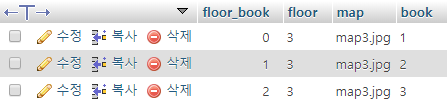 floor_book floor map book
수정 복사 삭제 0 3 map3.jpg 1
수정 복사 삭제 1 3 map3.jpg 2
수정 복사 삭제 2 3 map3.jpg 3